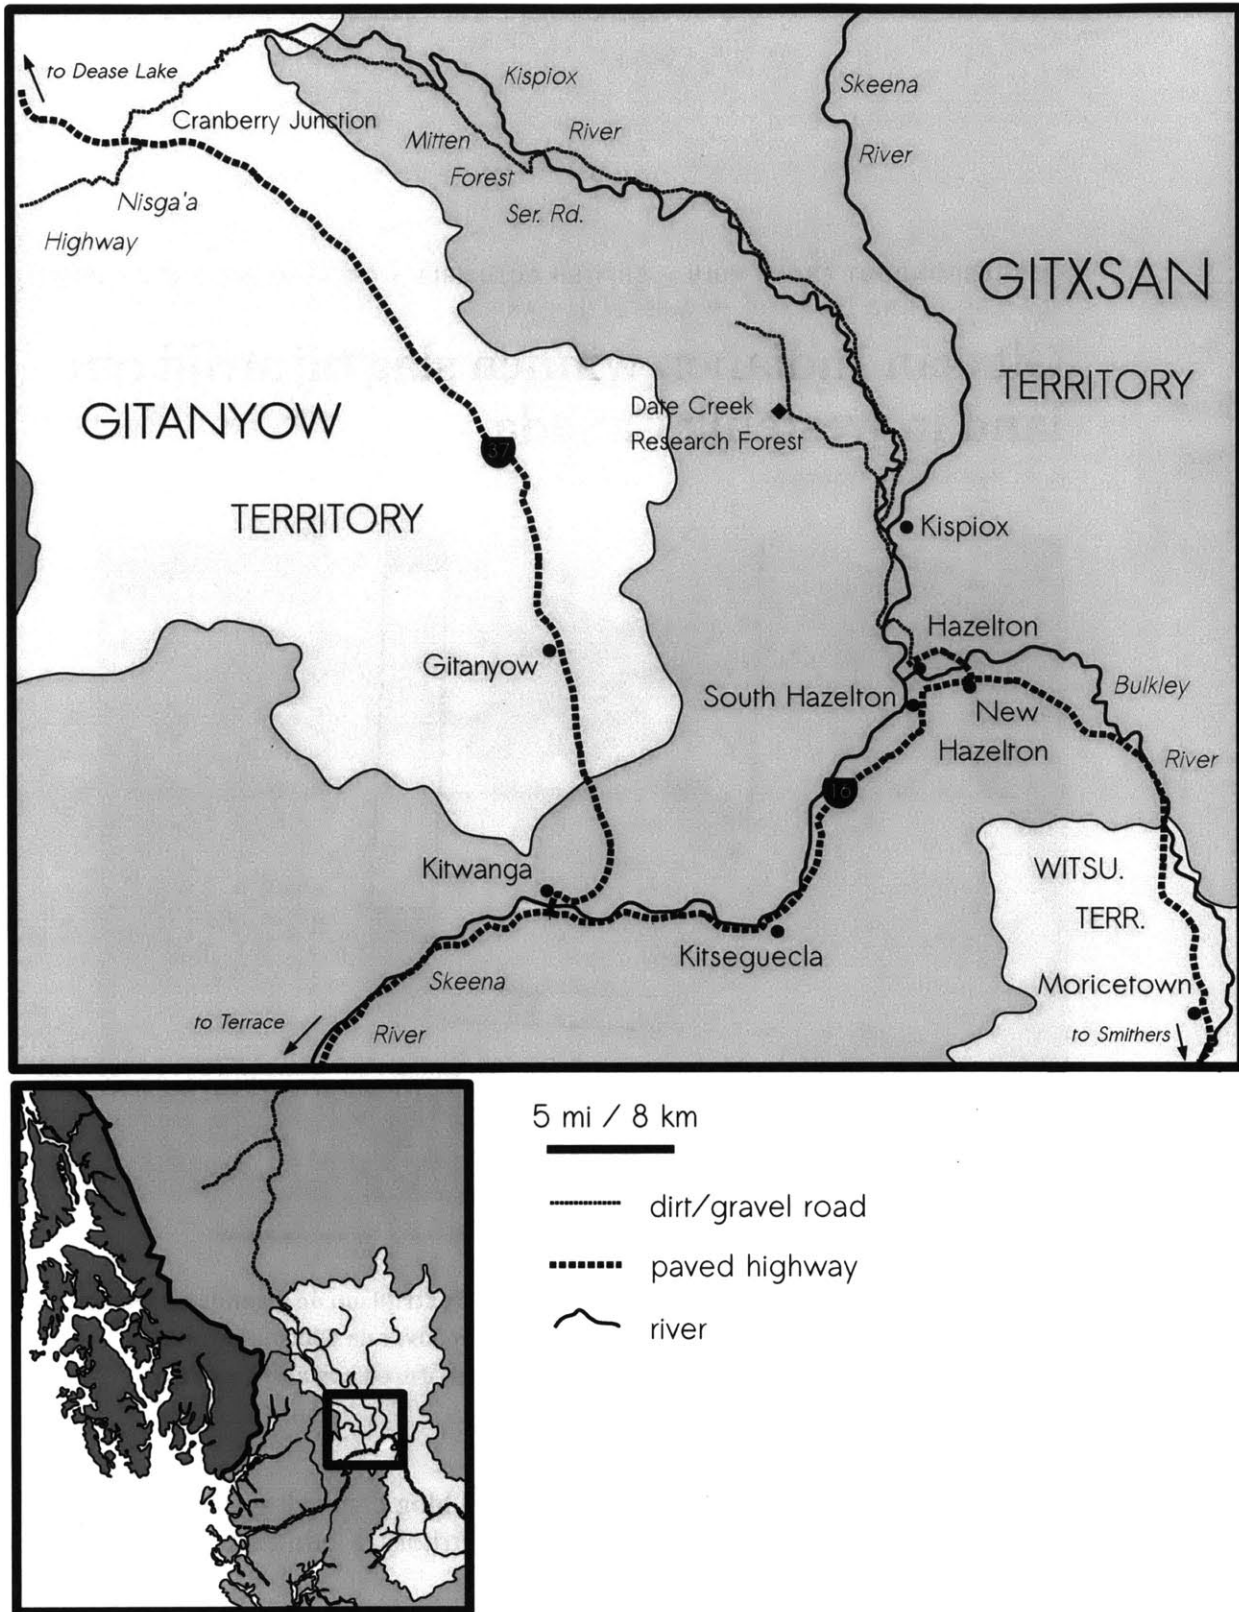 to Dease Lake
Cranberry Junction
Nisga'a
Highway
Kispiox
River
Mitten
Forest
Ser. Rd.
Skeena
River
GITXSAN
TERRITORY
GITANYOW
TERRITORY
37
Date Creek
Research Forest
Kispiox
Gitanyow
Hazelton
South Hazelton
New
Hazelton
Bulkley
River
16
Kitwanga
Kitseguecla
WITSU.
TERR.
Moricetown
to Smithers
Skeena
River
to Terrace
5 mi / 8 km
dirt/gravel road
paved highway
river